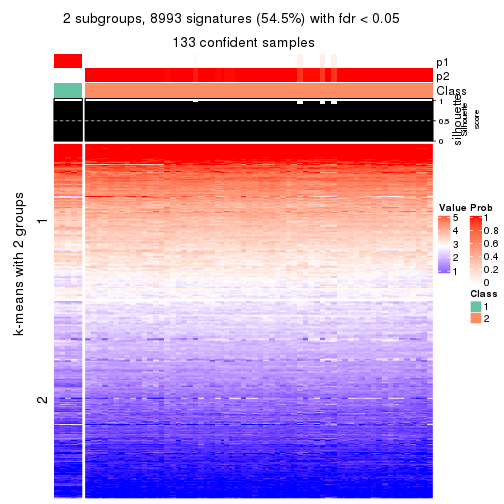 2 subgroups, 8993 signatures (54.5%) with fdr < 0.05
133 confident samples
p1
p2
Class
1
0.5
0
silhouette
Silhouette
score
k-means with 2 groups
1
2
Value
5
4
3
2
1
Prob
1
0.8
0.6
0.4
0.2
0
Class
1
2